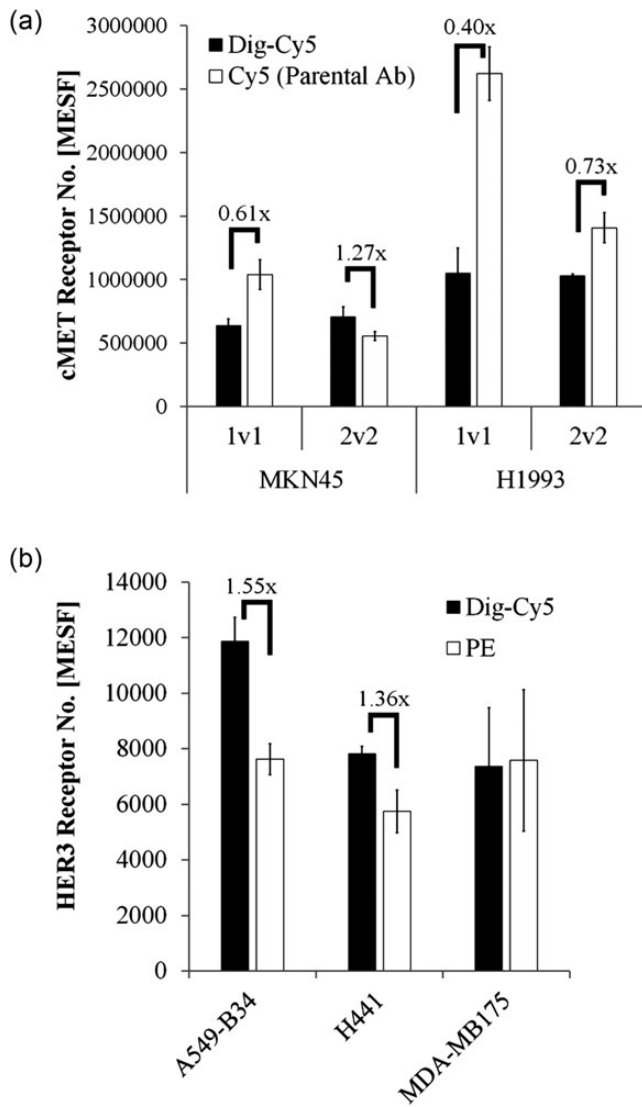 (a)
cMET Receptor No. [MESF]
3000000
2500000
2000000
1500000
1000000
500000
0
Dig-Cy5
Cy5 (Parental Ab)
0.61x
1.27x
0.40x
0.73x
1v1
2v2
1v1
2v2
MKN45
H1993
(b)
HER3 Receptor No. [MESF]
14000
12000
10000
8000
6000
4000
2000
0
1.55x
1.36x
Dig-Cy5
PE
A549-B34
H441
MDA-MB175